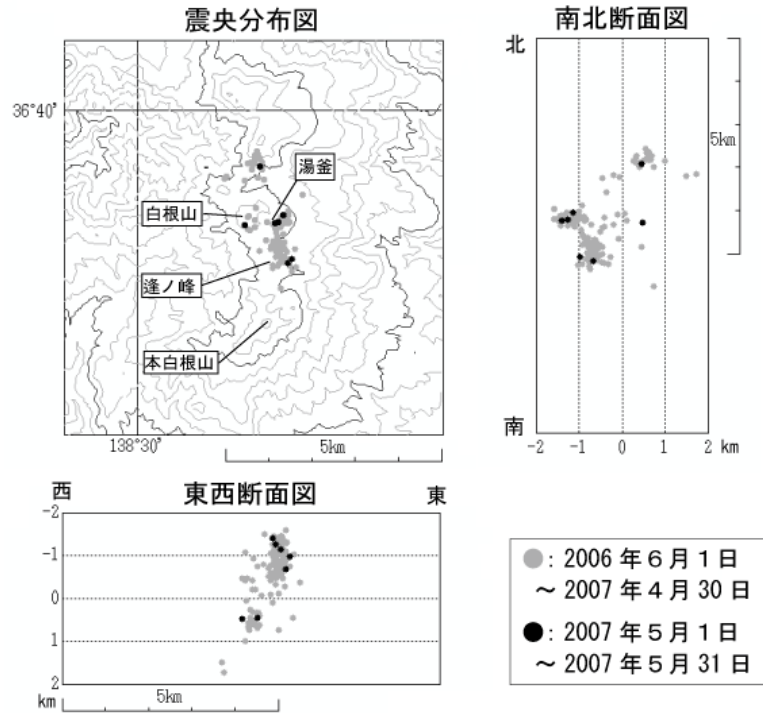 震央分布図
36°40′
湯釜
白根山
逢ノ峰
本白根山
138°30′
5km
南北断面図
北
5km
南
-2 -1 0 1 2 km
西 東西断面図 東
-2
-1
0
1
2
km
5km
●: 2006 年 6 月 1 日
～ 2007 年 4 月 30 日
●: 2007 年 5 月 1 日
～ 2007 年 5 月 31 日